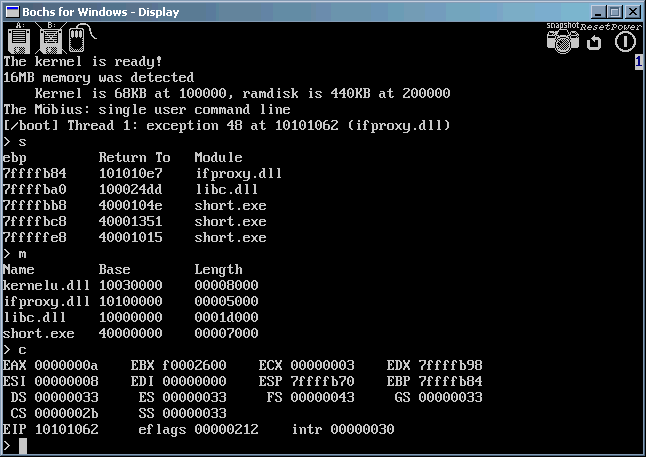 Bochs for Windows - Display
A: B: snapshot Reset Power
The kernel is ready!
16MB memory was detected
    Kernel is 68KB at 100000, ramdisk is 440KB at 200000
The Möbius: single user command line
[/boot] Thread 1: exception 48 at 10101062 (ifproxy.dll)
> s
ebp         Return To   Module
7ffffb84    101010e7    ifproxy.dll
7ffffba0    100024dd    libc.dll
7ffffbb8    4000104e    short.exe
7ffffbc8    40001351    short.exe
7fffffe8    40001015    short.exe
> m
Name        Base        Length
kernelu.dll 10030000    00008000
ifproxy.dll 10100000    00005000
libc.dll    10000000    0001d000
short.exe   40000000    00007000
> c
EAX 0000000a    EBX f0002600    ECX 00000003    EDX 7ffffb98
ESI 00000008    EDI 00000000    ESP 7ffffb70    EBP 7ffffb84
 DS 00000033     ES 00000033     FS 00000043     GS 00000033
 CS 0000002b     SS 00000033
EIP 10101062     eflags 00000212    intr 00000030
>
1